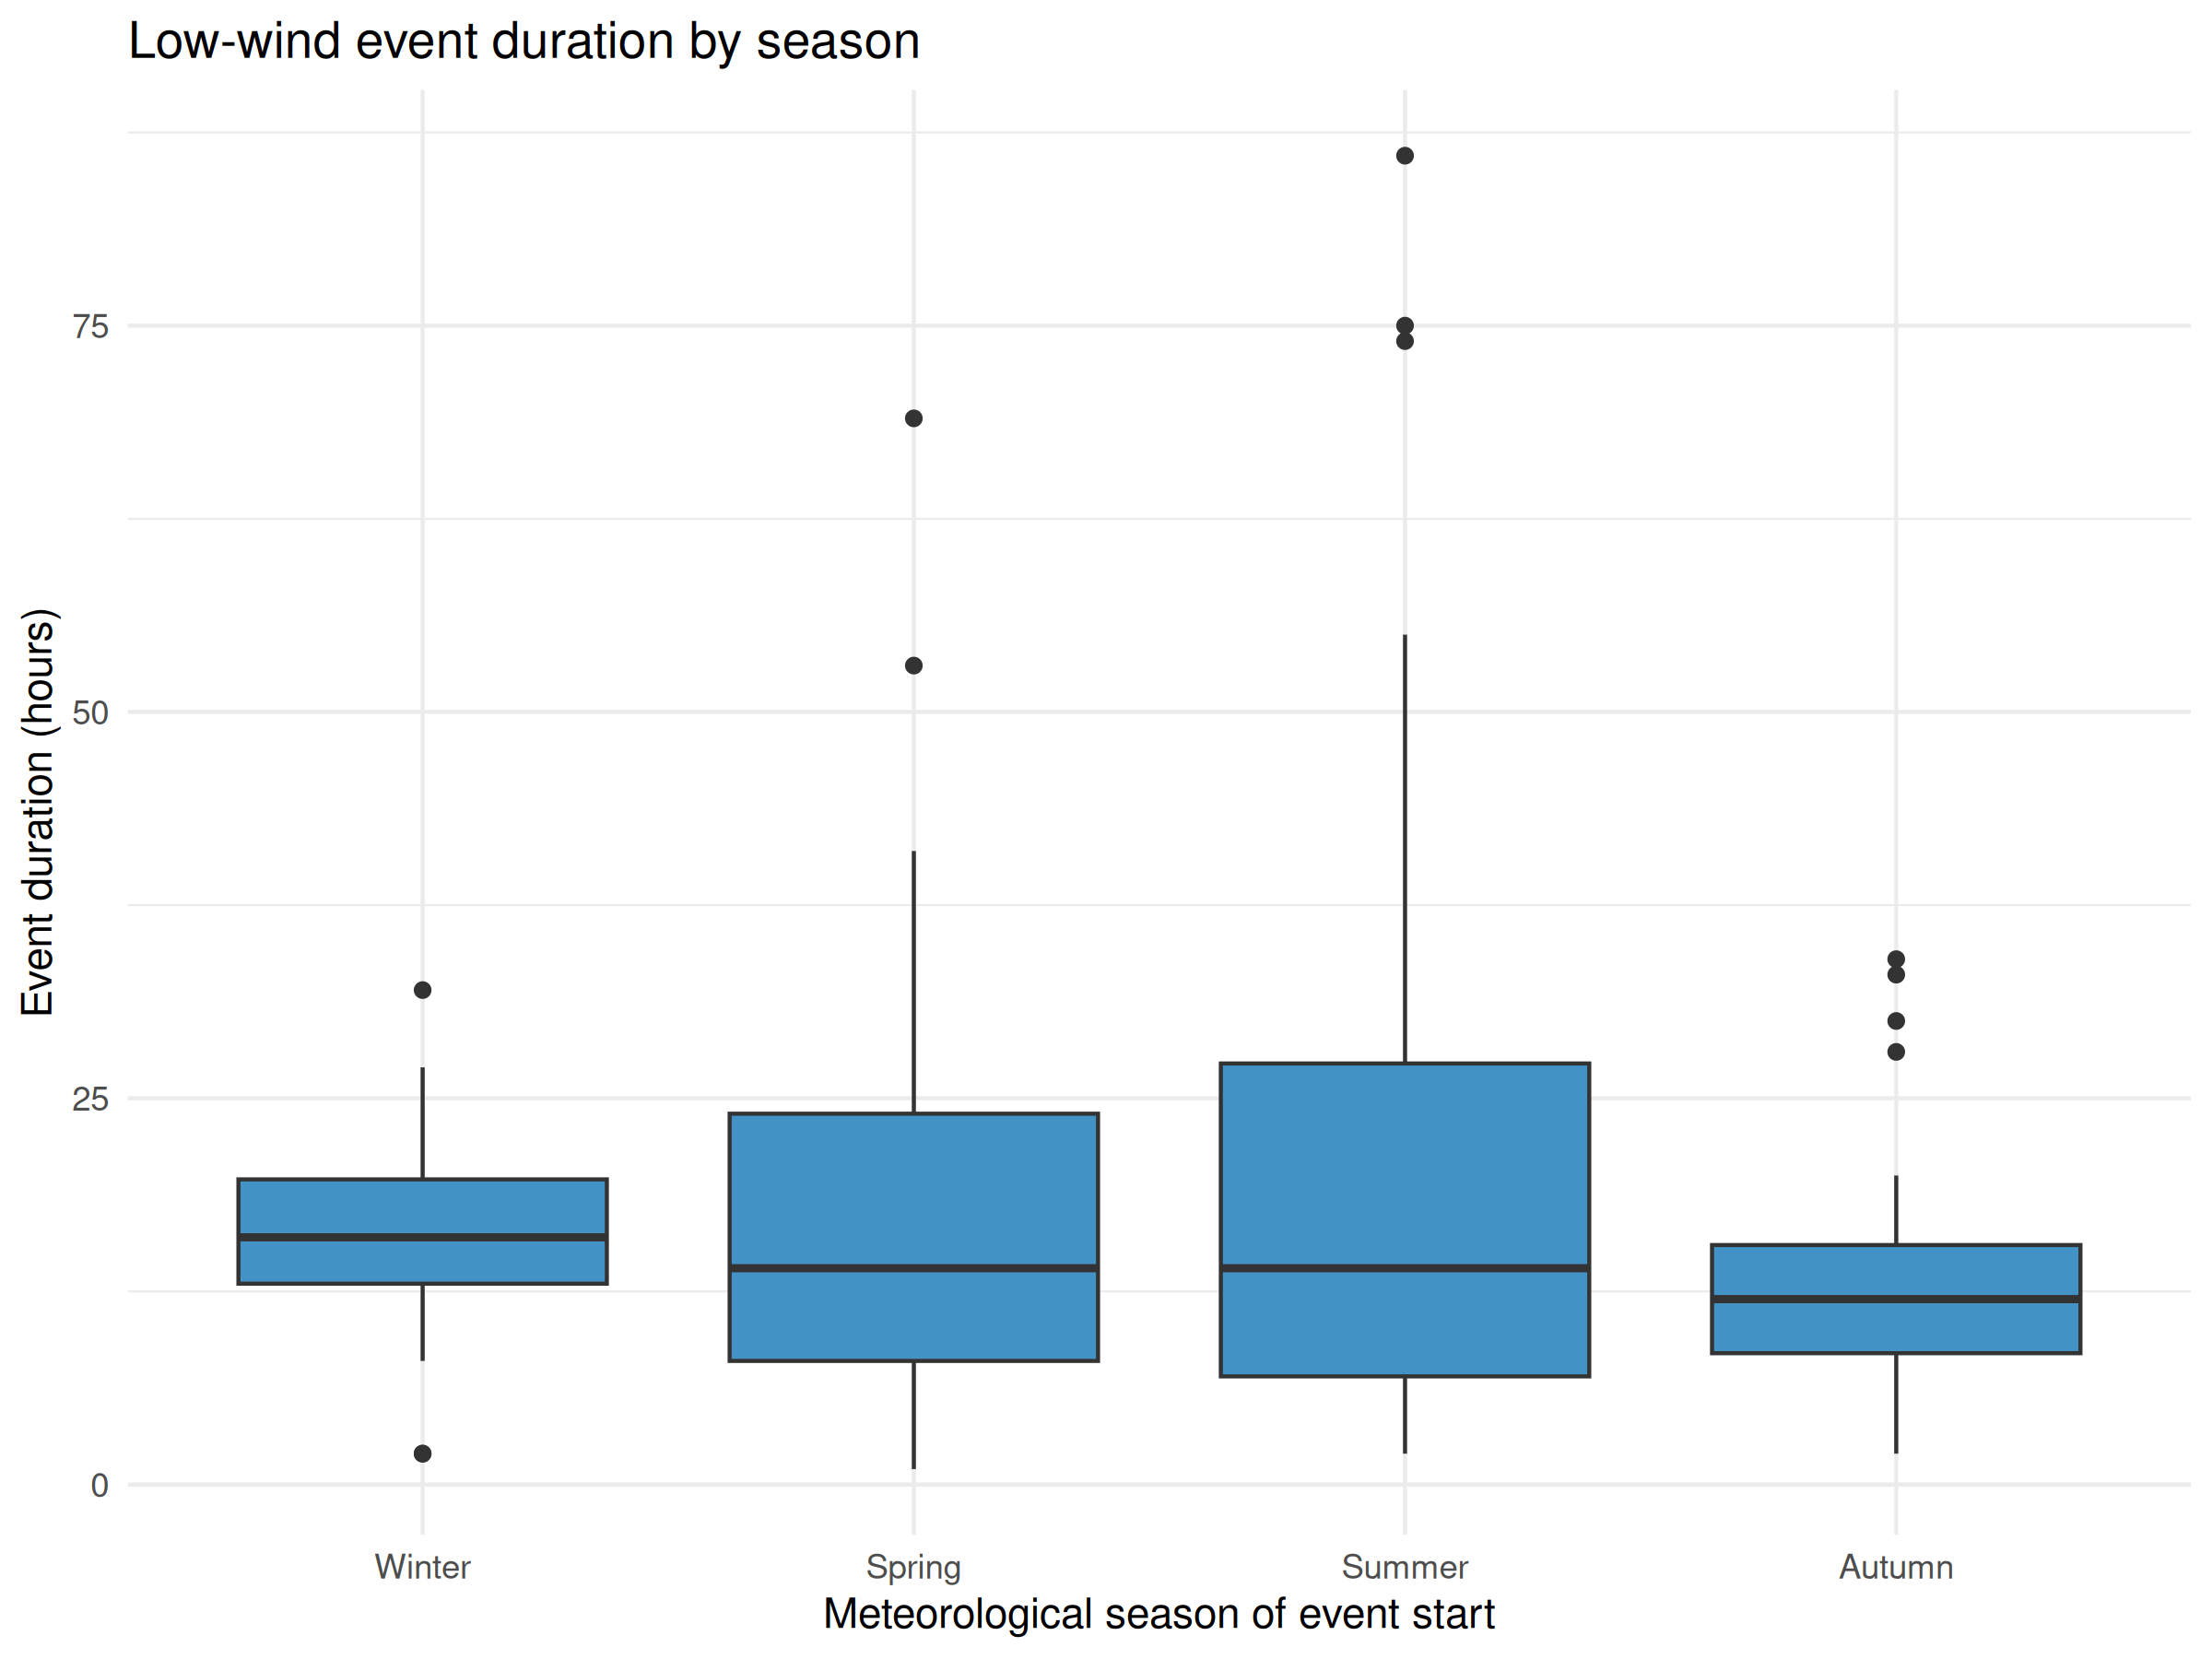 Low-wind event duration by season
Event duration (hours)
75
50
25
0
Winter
Spring
Summer
Autumn
Meteorological season of event start